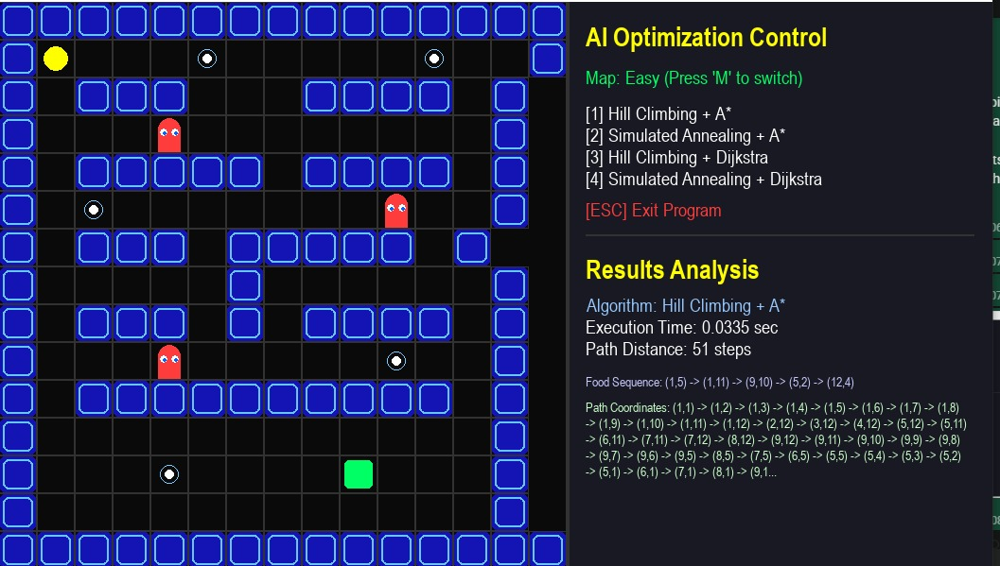 AI Optimization Control
Map: Easy (Press 'M' to switch)
[1] Hill Climbing + A*
[2] Simulated Annealing + A*
[3] Hill Climbing + Dijkstra
[4] Simulated Annealing + Dijkstra
[ESC] Exit Program
Results Analysis
Algorithm: Hill Climbing + A*
Execution Time: 0.0335 sec
Path Distance: 51 steps
Food Sequence: (1,5) -> (1,11) -> (9,10) -> (5,2) -> (12,4)
Path Coordinates: (1,1) -> (1,2) -> (1,3) -> (1,4) -> (1,5) -> (1,6) -> (1,7) -> (1,8)
-> (1,9) -> (1,10) -> (1,11) -> (1,12) -> (2,12) -> (3,12) -> (4,12) -> (5,12) -> (5,11)
-> (6,11) -> (7,11) -> (7,12) -> (8,12) -> (9,12) -> (9,11) -> (9,10) -> (9,9) -> (9,8)
-> (9,7) -> (9,6) -> (9,5) -> (8,5) -> (7,5) -> (6,5) -> (5,5) -> (5,4) -> (5,3) -> (5,2)
-> (5,1) -> (6,1) -> (7,1) -> (8,1) -> (9,1...